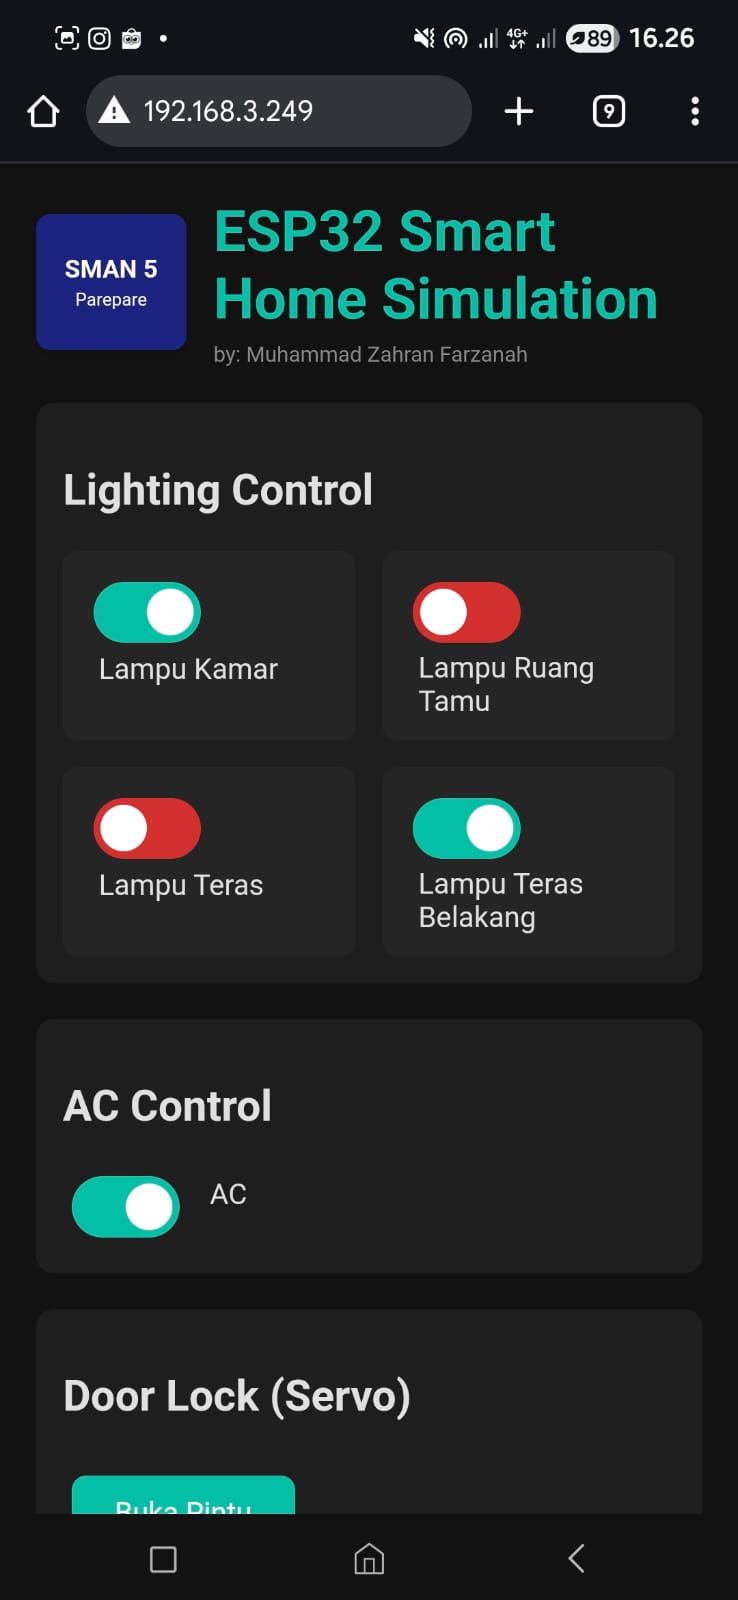 89 16.26
192.168.3.249
9
SMAN 5
Parepare
ESP32 Smart
Home Simulation
by: Muhammad Zahran Farzanah
Lighting Control
Lampu Kamar
Lampu Ruang
Tamu
Lampu Teras
Lampu Teras
Belakang
AC Control
AC
Door Lock (Servo)
Buka Pintu